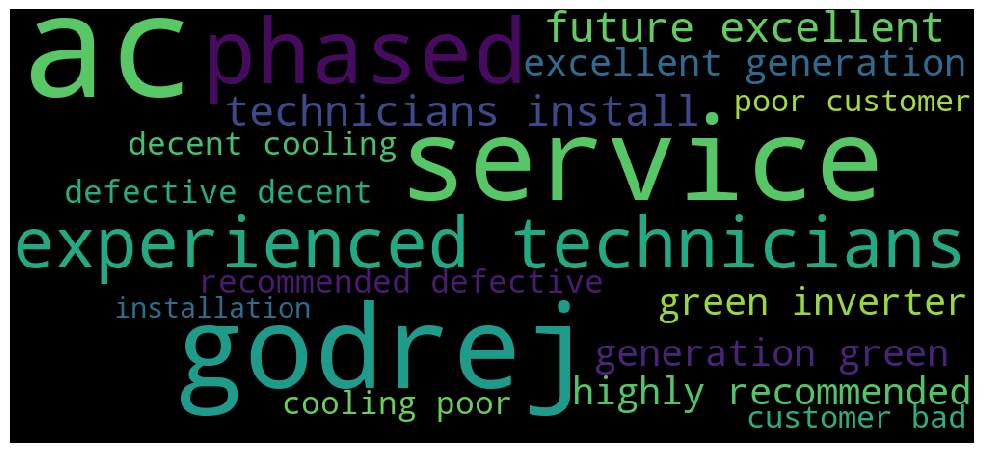 ac
phased
future excellent
excellent generation
technicians install
poor customer
decent cooling
service
defective decent
experienced technicians
recommended defective
installation
green inverter
godrej
generation green
highly recommended
cooling poor
customer bad